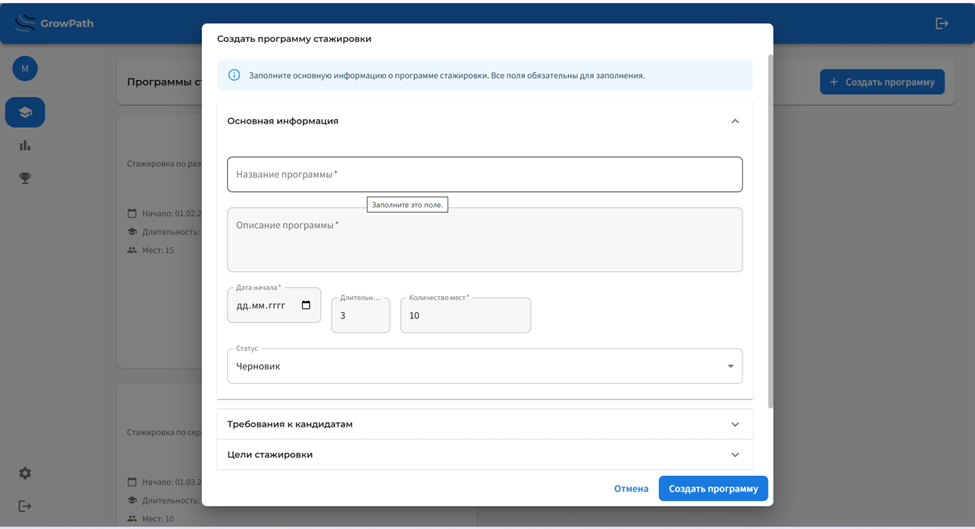 GrowPath
M
Программы с
+ Создать программу
Стажировка по раз
Начало: 01.02.2
Длительность:
Мест: 15
Стажировка по сер
Начало: 01.03.2
Длительность:
Мест: 10
Создать программу стажировки
Заполните основную информацию о программе стажировки. Все поля обязательны для заполнения.
Основная информация
Название программы *
Заполните это поле.
Описание программы *
Дата начала *
дд.мм.гггг
Длительн...
3
Количество мест *
10
Статус
Черновик
Требования к кандидатам
Цели стажировки
Отмена
Создать программу